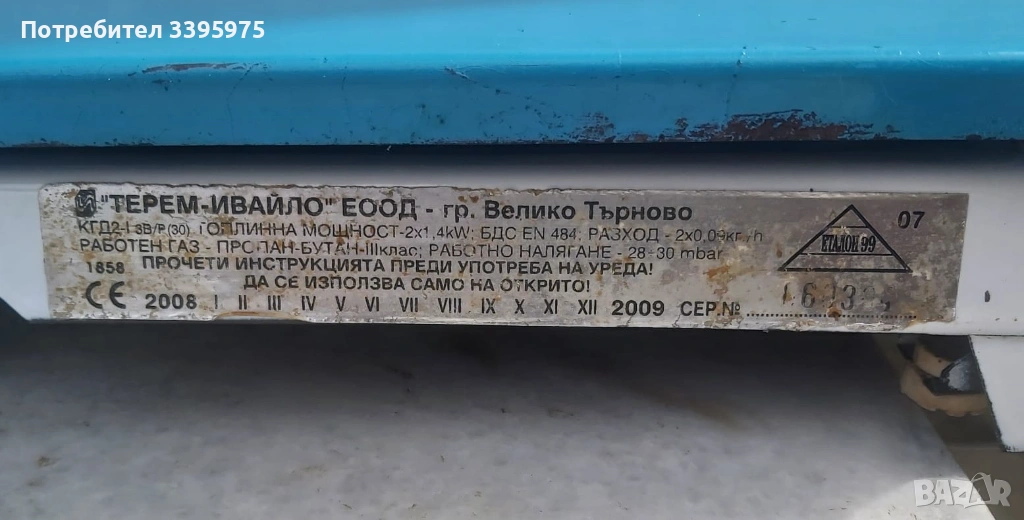 Потребител 3395975
"ТЕРЕМ-ИВАЙЛО" ЕООД - гр. Велико Търново
КГД2-I 3B/P(30) ТОПЛИННА МОЩНОСТ-2х1,4kW; БДС EN 484; РАЗХОД - 2х0,09кг/h
РАБОТЕН ГАЗ - ПРОПАН-БУТАН-IIIклас; РАБОТНО НАЛЯГАНЕ - 28-30 mbar
1858 ПРОЧЕТИ ИНСТРУКЦИЯТА ПРЕДИ УПОТРЕБА НА УРЕДА!
ДА СЕ ИЗПОЛЗВА САМО НА ОТКРИТО!
CE 2008 I II III IV V VI VII VIII IX X XI XII 2009 СЕР.№
ЕТАЛОН 99
07
BAZAR